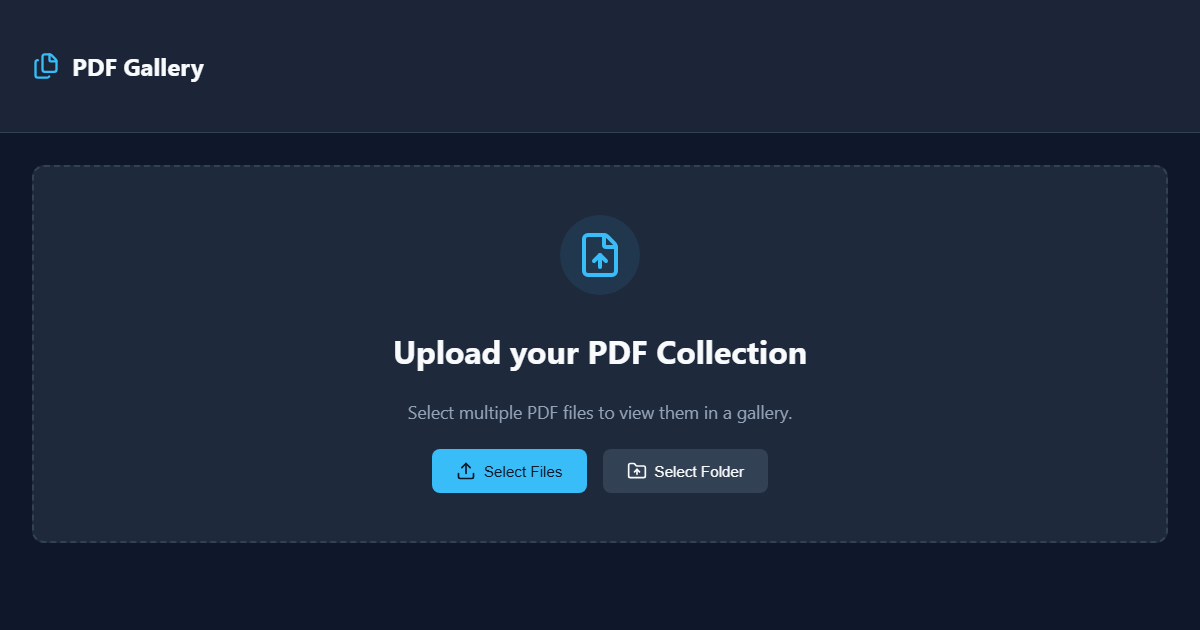 PDF Gallery
Upload your PDF Collection
Select multiple PDF files to view them in a gallery.
Select Files
Select Folder